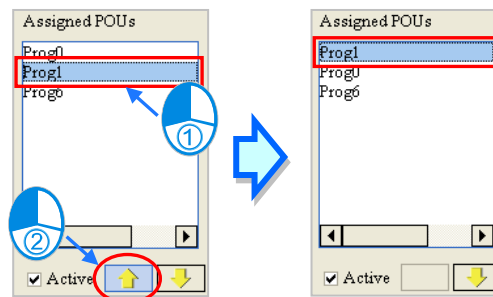 Assigned POUs
Prog0
Prog1
Prog6
①
②
Active
Assigned POUs
Prog1
Prog0
Prog6
Active